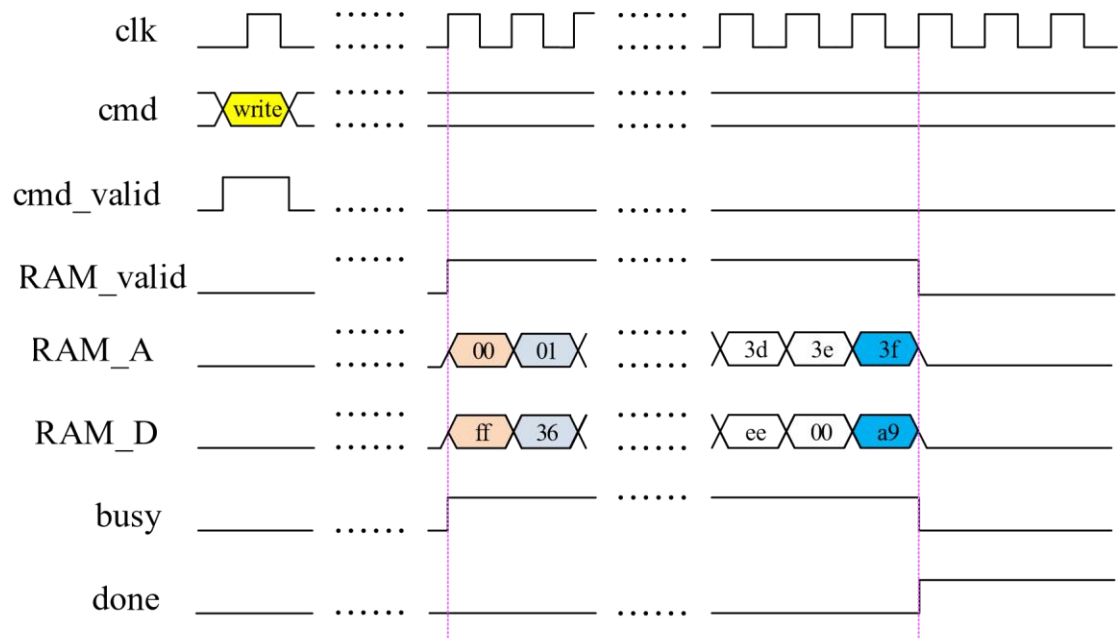 clk
cmd write
cmd_valid
RAM_valid
RAM_A 00 01 3d 3e 3f
RAM_D ff 36 ee 00 a9
busy
done